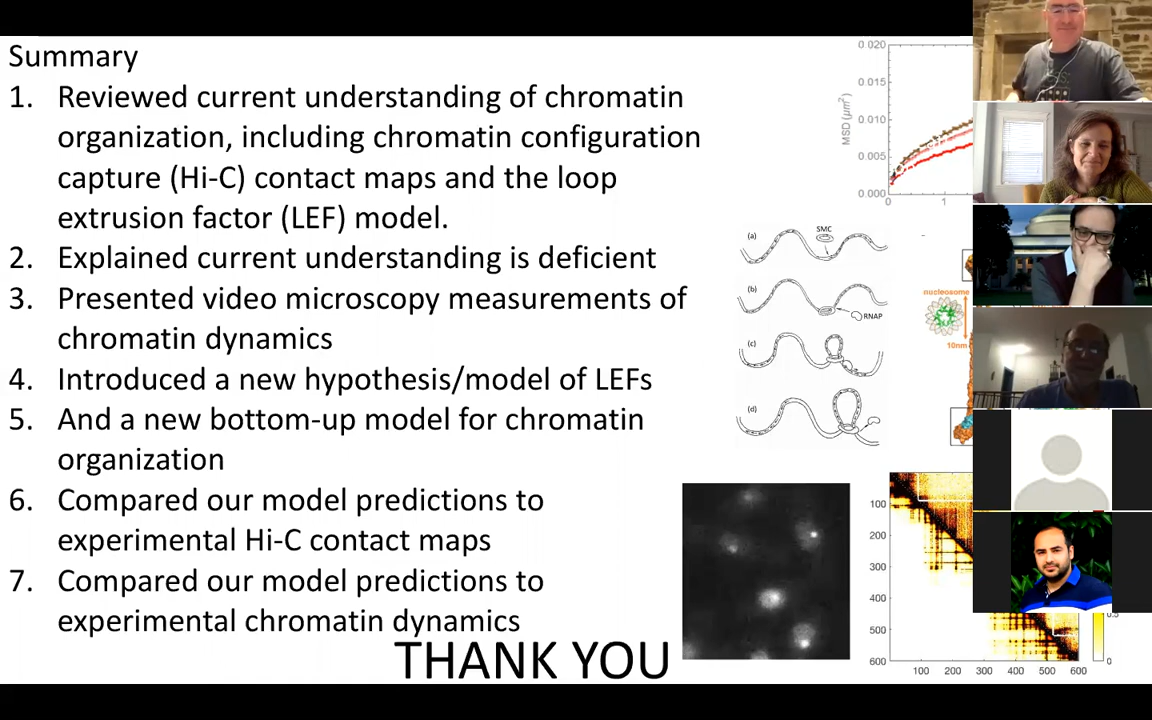 Summary
1. Reviewed current understanding of chromatin
organization, including chromatin configuration
capture (Hi-C) contact maps and the loop
extrusion factor (LEF) model.
2. Explained current understanding is deficient
3. Presented video microscopy measurements of
chromatin dynamics
4. Introduced a new hypothesis/model of LEFs
5. And a new bottom-up model for chromatin
organization
6. Compared our model predictions to
experimental Hi-C contact maps
7. Compared our model predictions to
experimental chromatin dynamics
THANK YOU
0.020
0.015
0.010
0.005
0.000
MSD (μm²)
0 1
(a)
SMC
(b)
RNAP
(c)
(d)
nucleosome
10nm
100
200
300
400
500
600
100 200 300 400 500 600
0